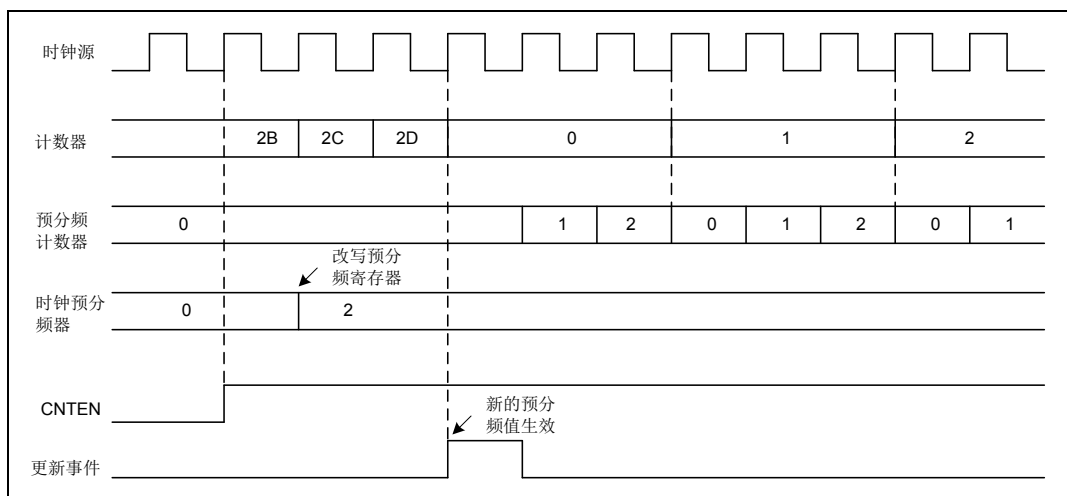 时钟源
计数器
2B 2C 2D 0 1 2
预分频
计数器
0 1 2 0 1 2 0 1
改写预分
频寄存器
时钟预分
频器
0 2
CNTEN
新的预分
频值生效
更新事件